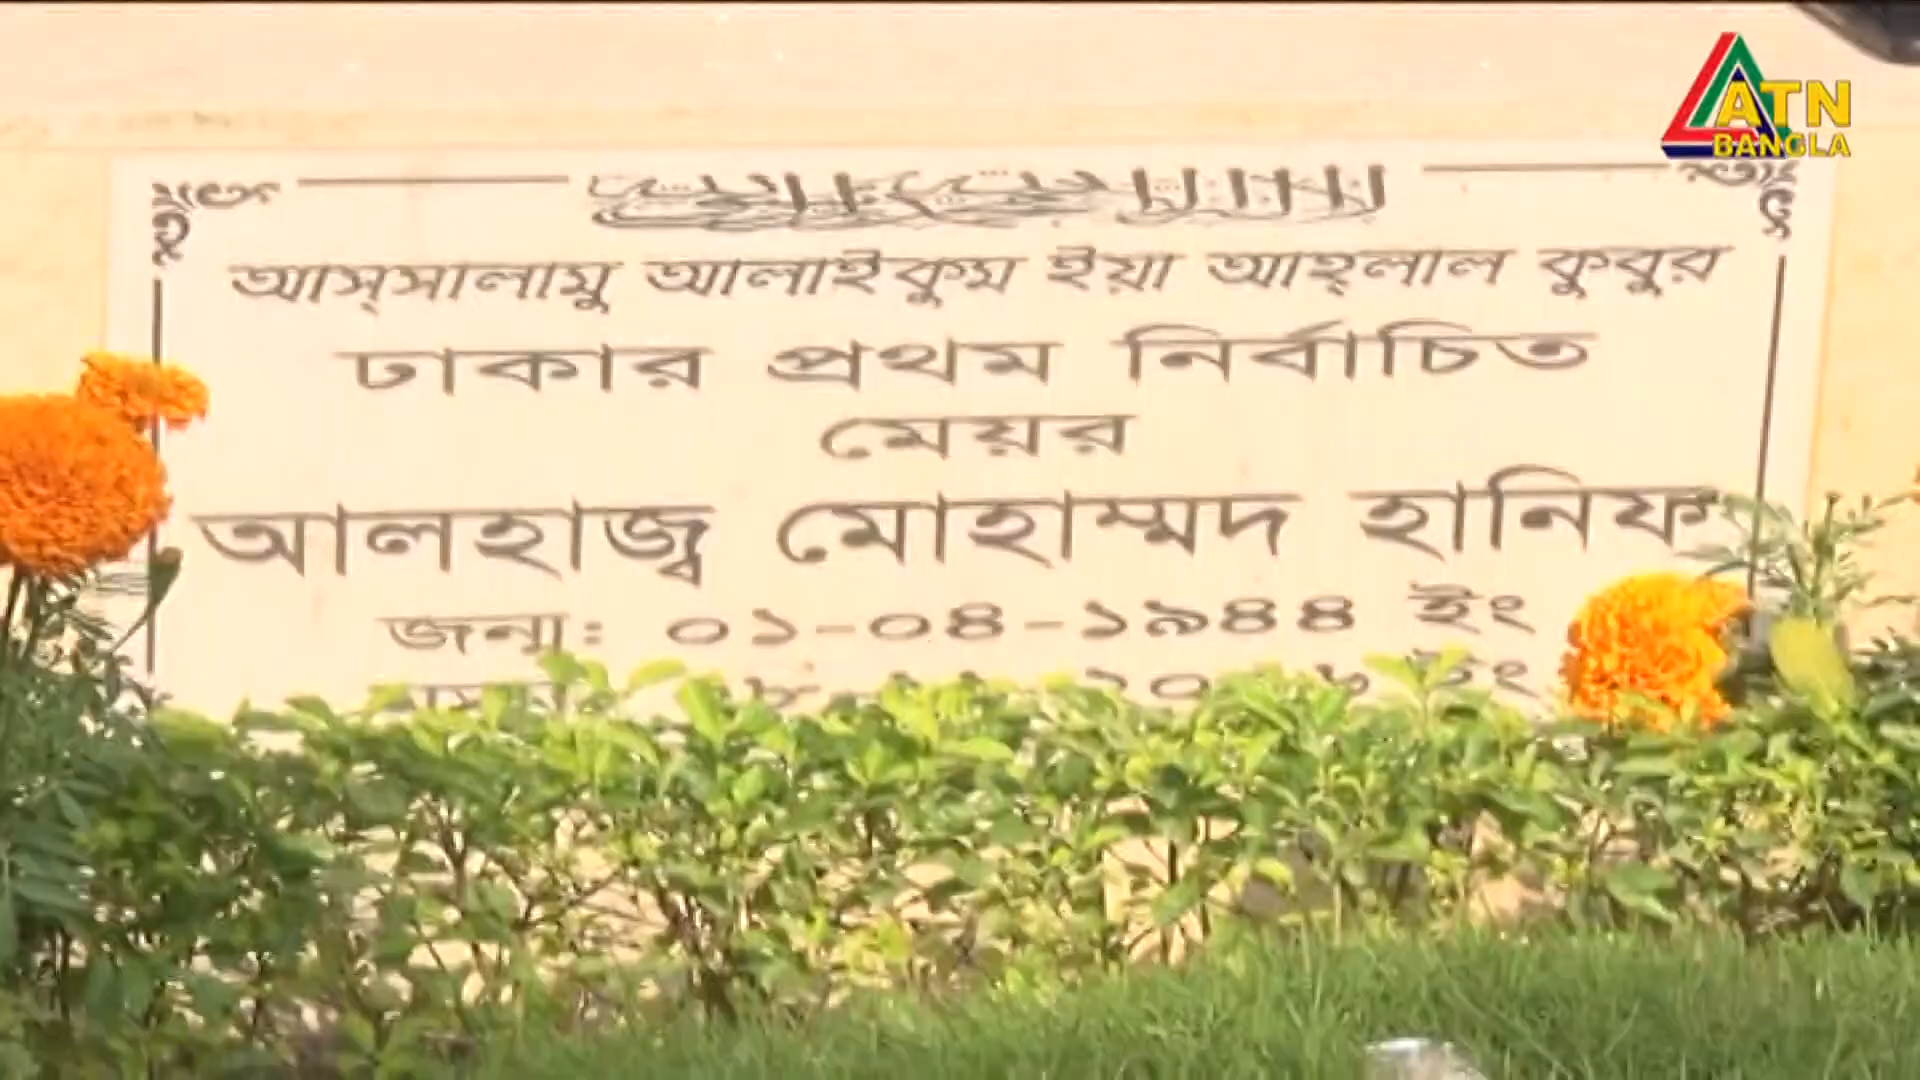 ATN
BANGLA
আস্সালামু আলাইকুম ইয়া আহ্লাল কুবুর
ঢাকার প্রথম নির্বাচিত
মেয়র
আলহাজ্ব মোহাম্মদ হানিফ
জন্ম: ০১-০৪-১৯৪৪ ইং
ইং